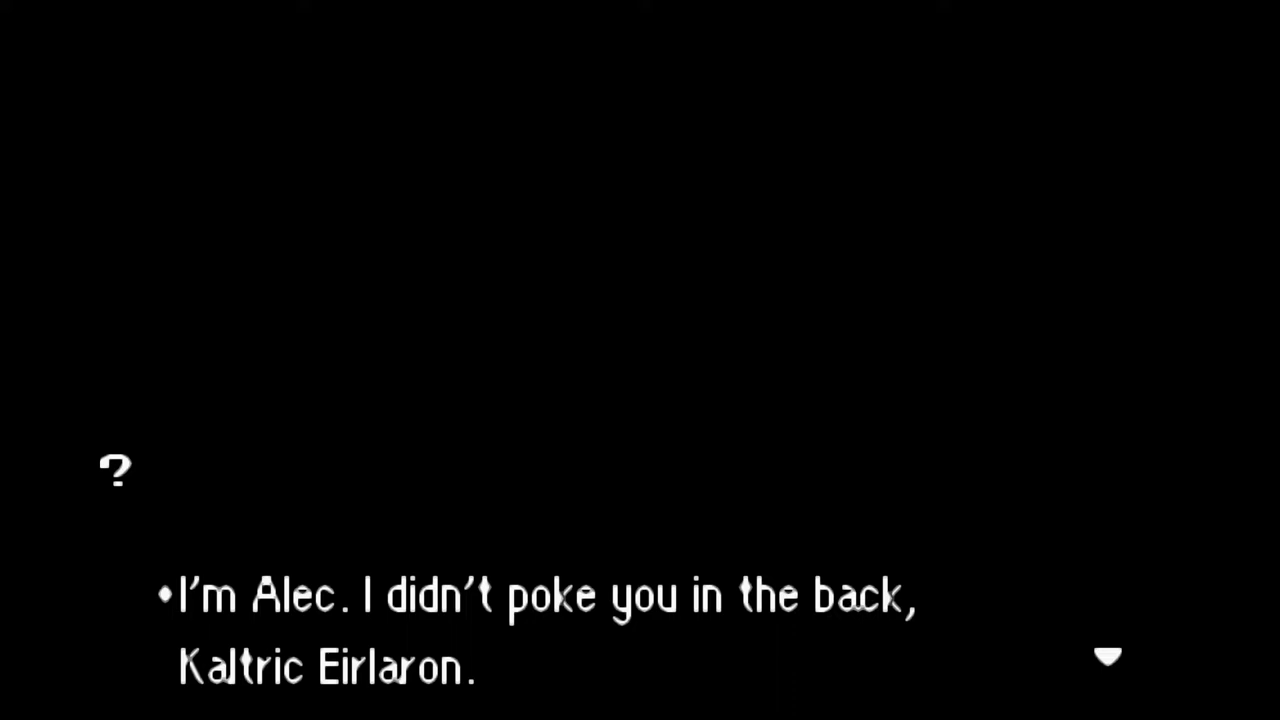 ?
•I'm Alec. I didn't poke you in the back,
Kaltric Eirlaron.